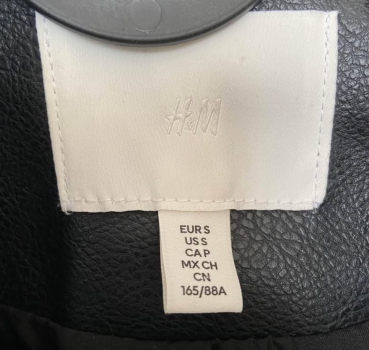 H&M
EUR S
US S
CA P
MX CH
CN
165/88A